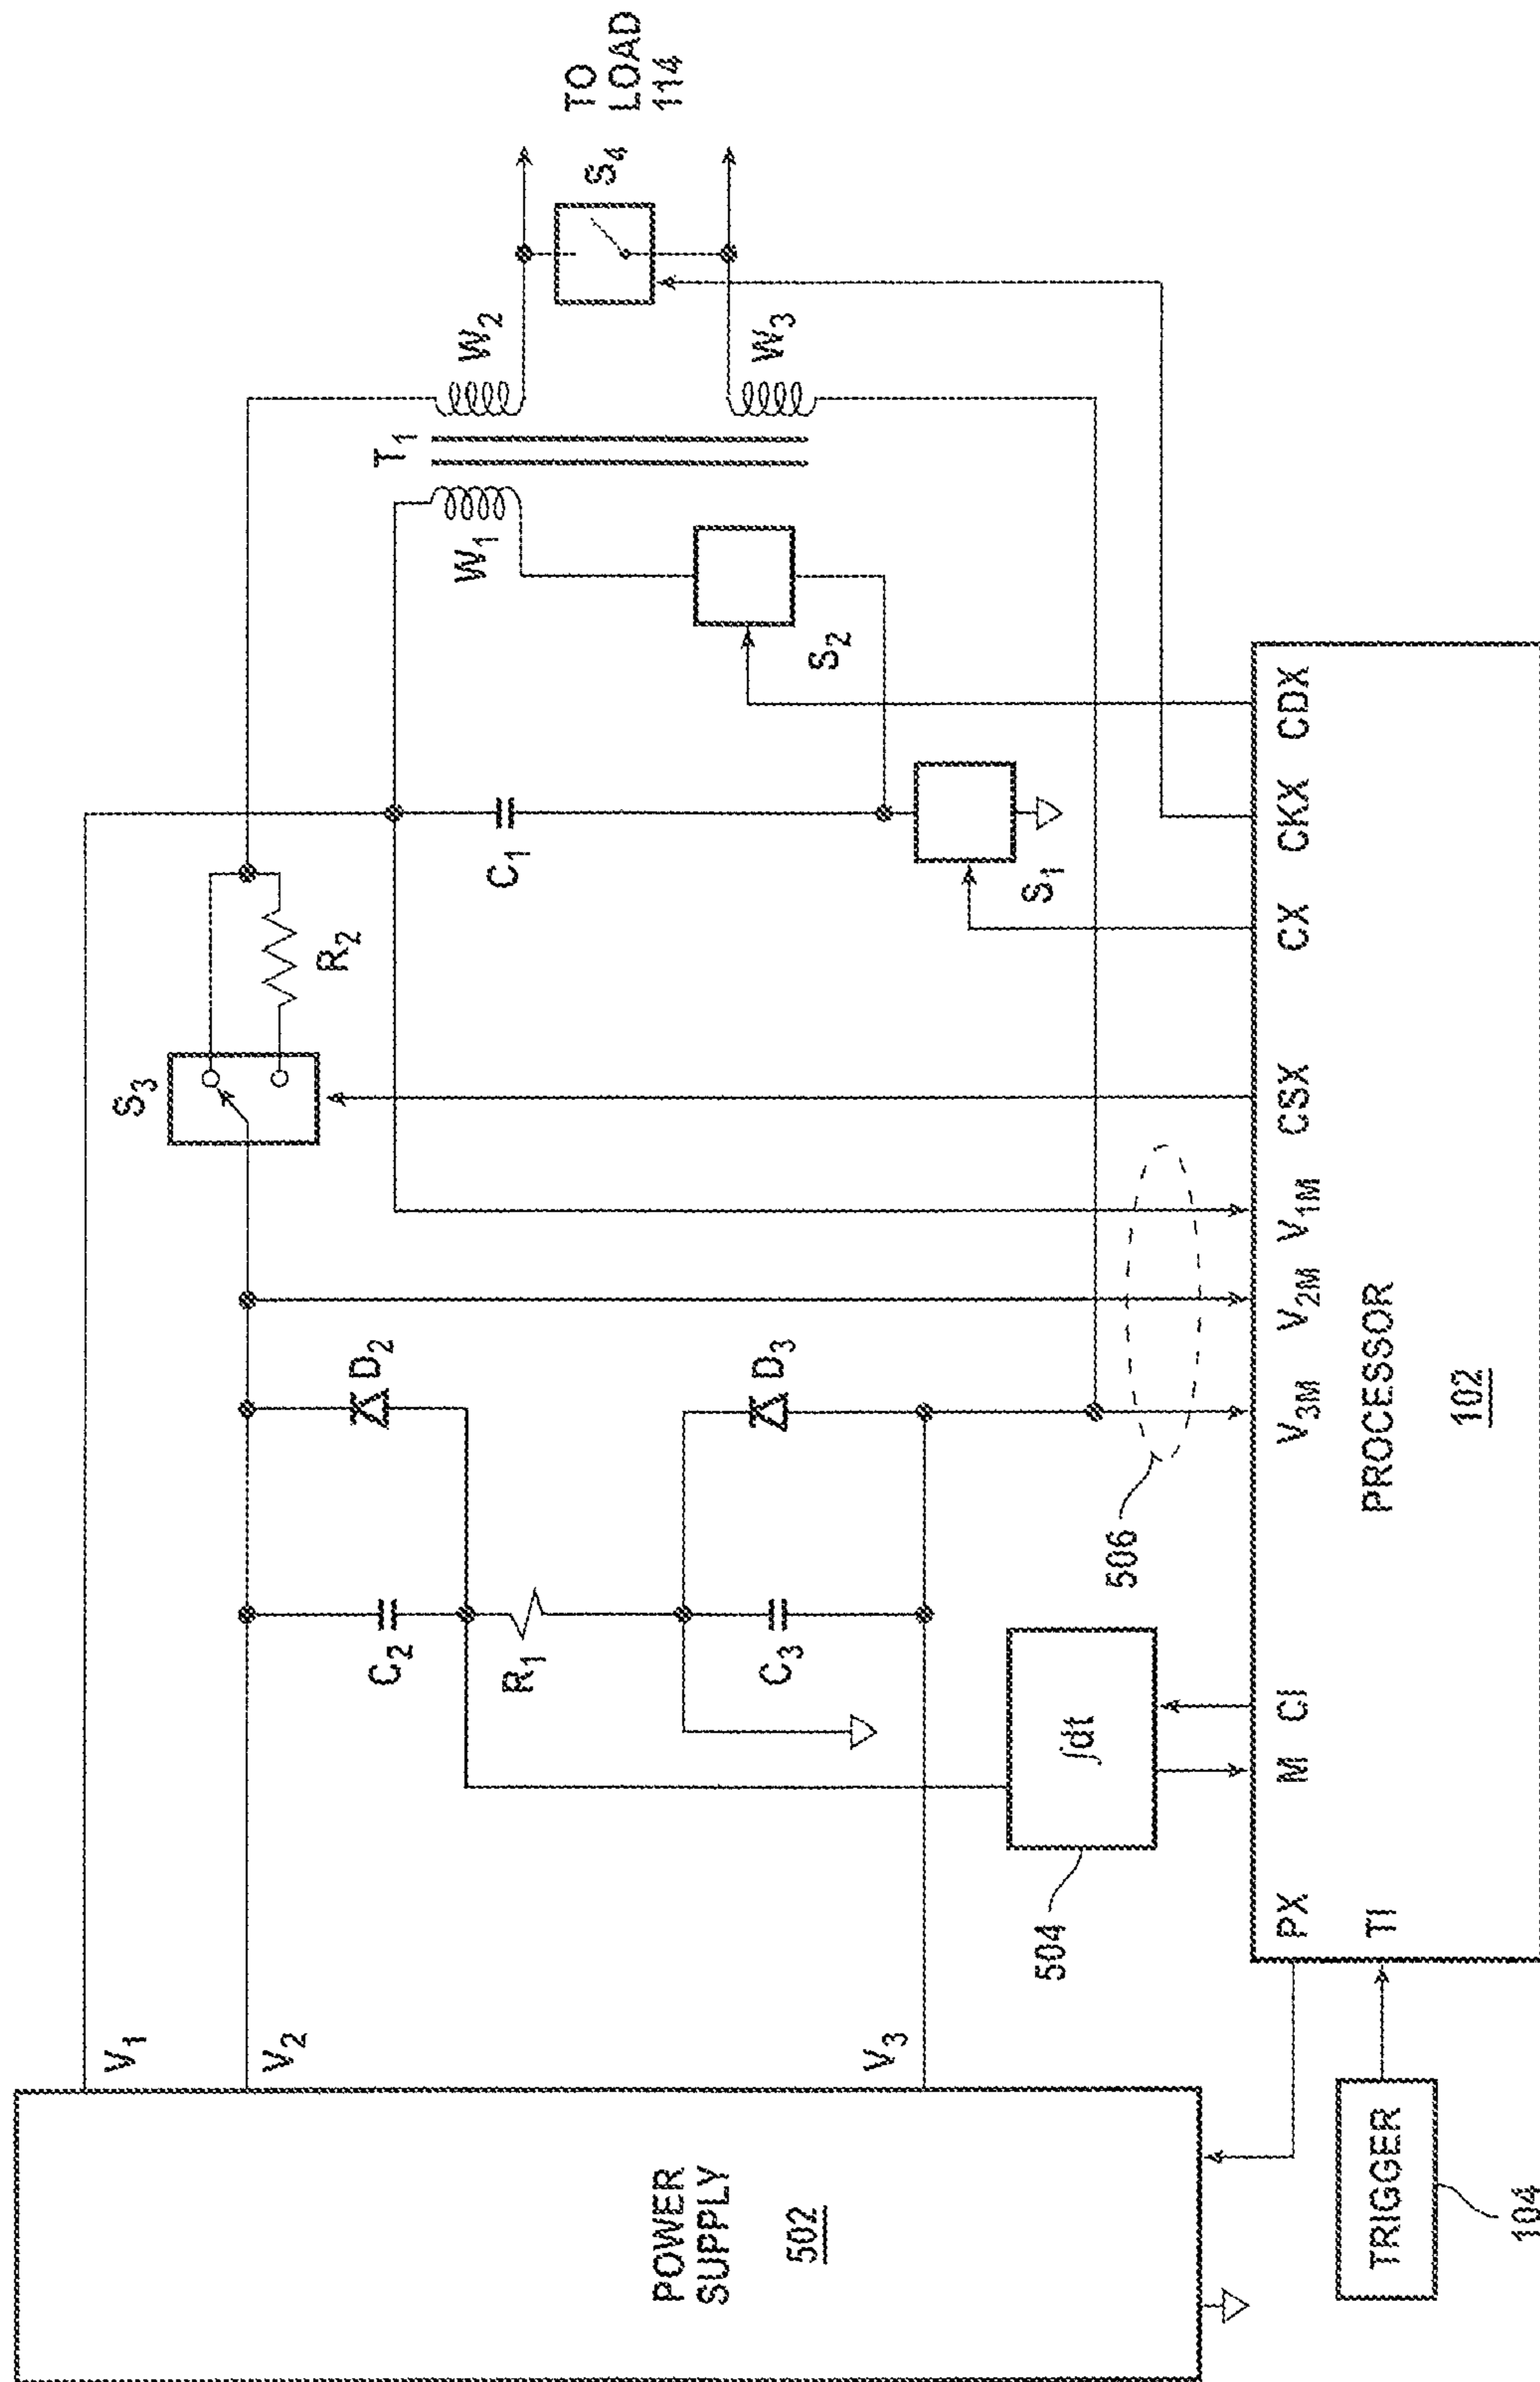 POWER
SUPPLY
502
V1
V2
V3
C2
R1
C3
D2
D3
S3
R2
C1
S1
S2
T1
W1
W2
W3
S4
TO
LOAD
114
504
∫dt
506
PX
TI
M
CI
V3M
V2M
V1M
CSX
CX
CKX
CDX
PROCESSOR
102
TRIGGER
104